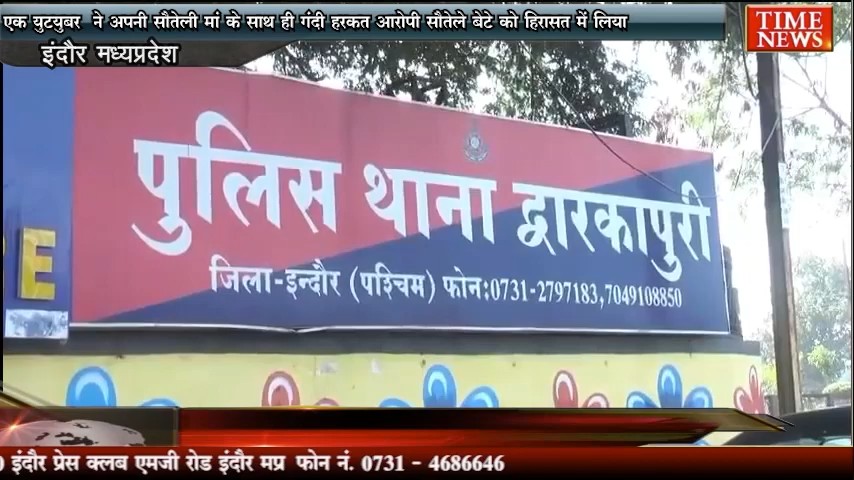 एक युटयुबर ने अपनी सौतेली मां के साथ ही गंदी हरकत आरोपी सौतेले बेटे को हिरासत में लिया
TIME
NEWS
इंदौर मध्यप्रदेश
पुलिस थाना द्वारकापुरी
जिला-इन्दौर (पश्चिम) फोन:0731-2797183,7049108850
E
इंदौर प्रेस क्लब एमजी रोड इंदौर मप्र फोन नं. 0731 - 4686646